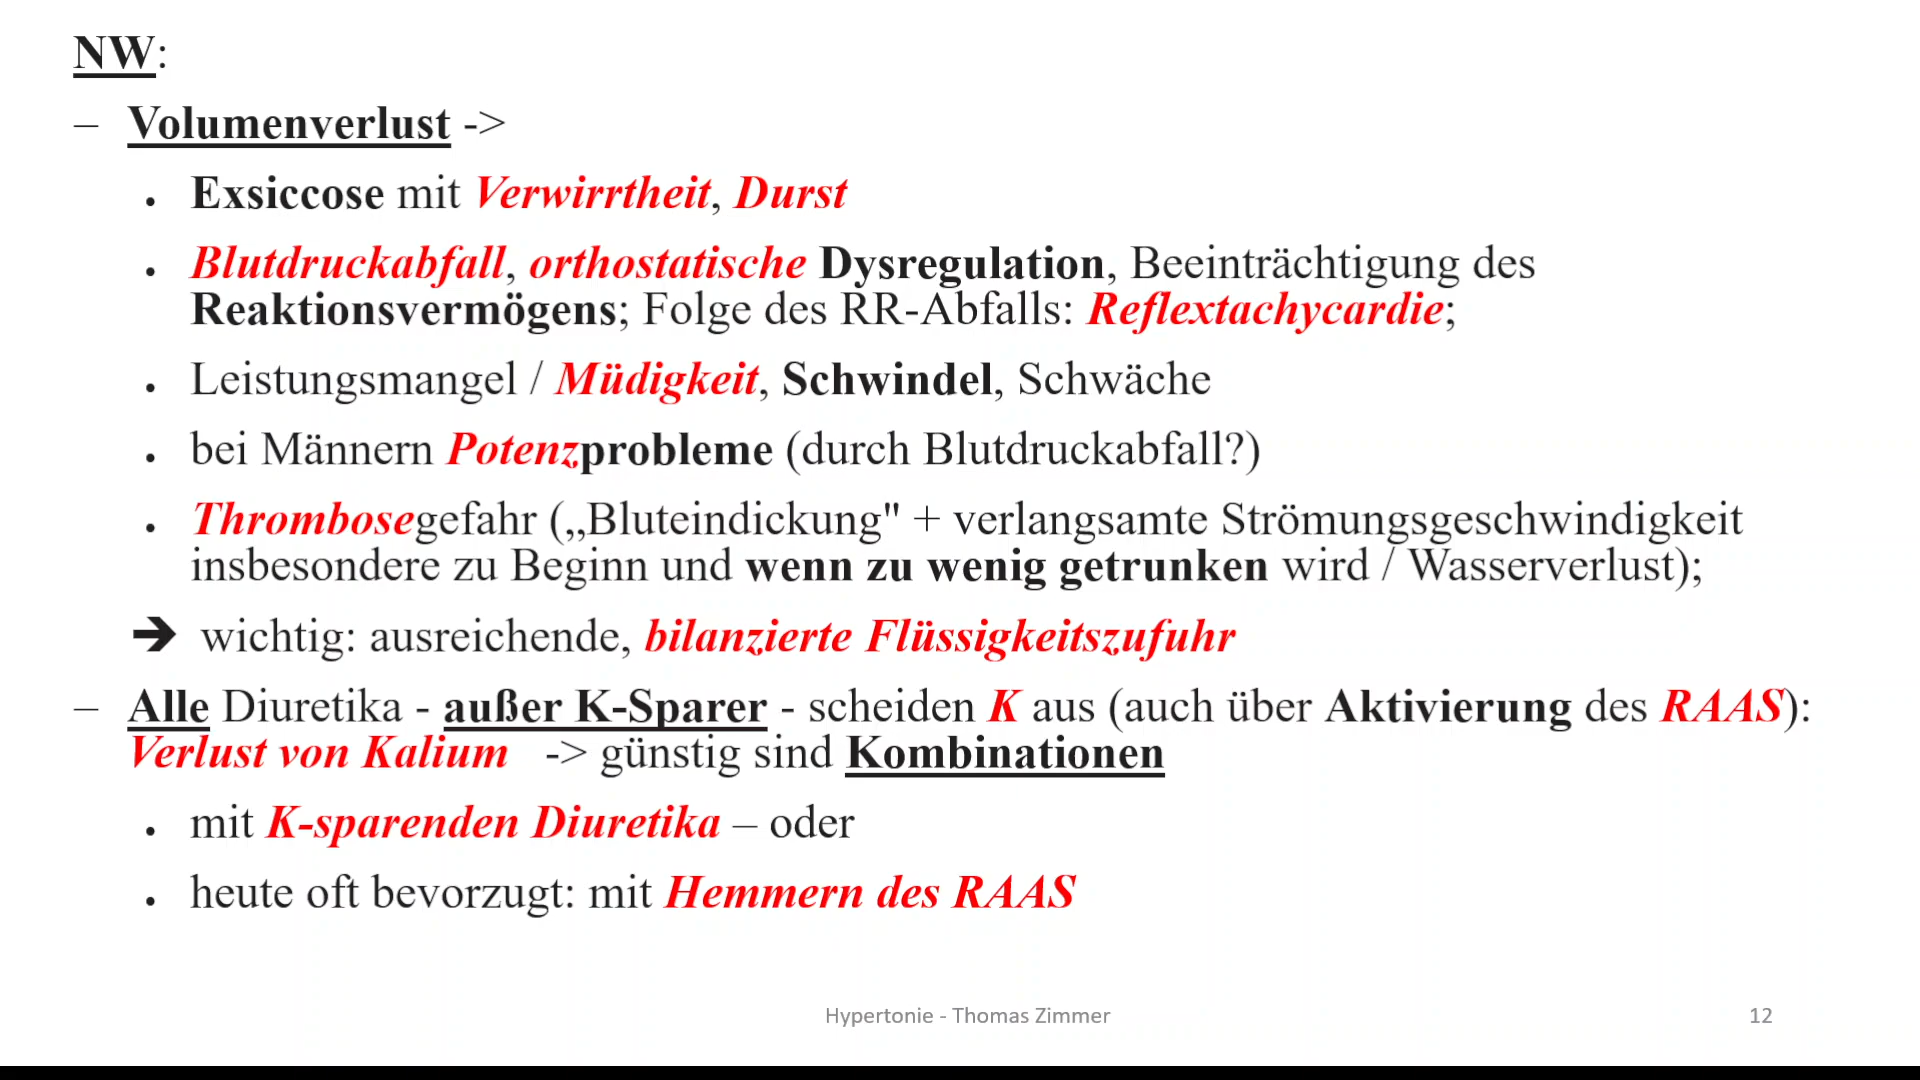 NW:
– Volumenverlust ->
• Exsiccose mit Verwirrtheit, Durst
• Blutdruckabfall, orthostatische Dysregulation, Beeinträchtigung des
Reaktionsvermögens; Folge des RR-Abfalls: Reflextachycardie;
• Leistungsmangel / Müdigkeit, Schwindel, Schwäche
• bei Männern Potenzprobleme (durch Blutdruckabfall?)
• Thrombosegefahr („Bluteindickung" + verlangsamte Strömungsgeschwindigkeit
insbesondere zu Beginn und wenn zu wenig getrunken wird / Wasserverlust);
➔ wichtig: ausreichende, bilanzierte Flüssigkeitszufuhr
– Alle Diuretika - außer K-Sparer - scheiden K aus (auch über Aktivierung des RAAS):
Verlust von Kalium -> günstig sind Kombinationen
• mit K-sparenden Diuretika – oder
• heute oft bevorzugt: mit Hemmern des RAAS
Hypertonie - Thomas Zimmer
12